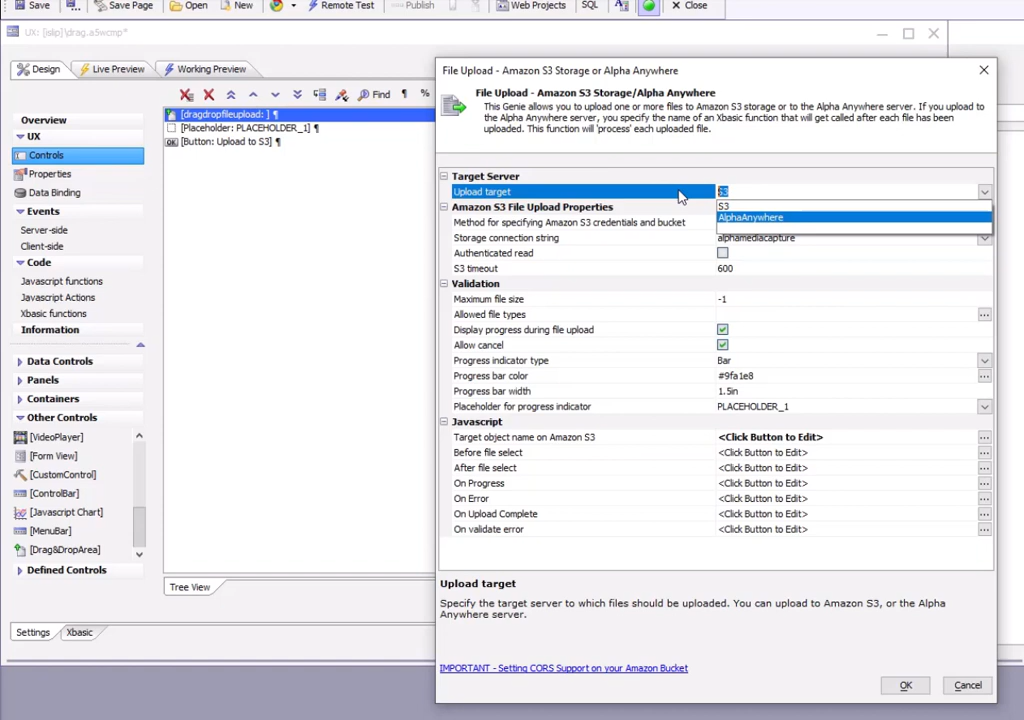 Save
Save Page
Open
New
Remote Test
Publish
Web Projects
SQL
Close
UX: [islip]\drag.a5wcmp*
Design
Live Preview
Working Preview
Find
¶
%
Overview
UX
Controls
Properties
Data Binding
Events
Server-side
Client-side
Code
Javascript functions
Javascript Actions
Xbasic functions
Information
Data Controls
Panels
Containers
Other Controls
[VideoPlayer]
[Form View]
[CustomControl]
[ControlBar]
[Javascript Chart]
[MenuBar]
[Drag&DropArea]
Defined Controls
Settings
Xbasic
[dragdropfileupload: ] ¶
[Placeholder: PLACEHOLDER_1] ¶
OK [Button: Upload to S3] ¶
Tree View
File Upload - Amazon S3 Storage or Alpha Anywhere
File Upload - Amazon S3 Storage/Alpha Anywhere
This Genie allows you to upload one or more files to Amazon S3 storage or to the Alpha Anywhere server. If you upload to
the Alpha Anywhere server, you specify the name of an Xbasic function that will get called after each file has been
uploaded. This function will 'process' each uploaded file.
Target Server
Upload target S3
S3
AlphaAnywhere
Amazon S3 File Upload Properties
Method for specifying Amazon S3 credentials and bucket
Storage connection string alphamediacapture
Authenticated read
S3 timeout 600
Validation
Maximum file size -1
Allowed file types
Display progress during file upload
Allow cancel
Progress indicator type Bar
Progress bar color #9fa1e8
Progress bar width 1.5in
Placeholder for progress indicator PLACEHOLDER_1
Javascript
Target object name on Amazon S3 <Click Button to Edit>
Before file select <Click Button to Edit>
After file select <Click Button to Edit>
On Progress <Click Button to Edit>
On Error <Click Button to Edit>
On Upload Complete <Click Button to Edit>
On validate error <Click Button to Edit>
Upload target
Specify the target server to which files should be uploaded. You can upload to Amazon S3, or the Alpha
Anywhere server.
IMPORTANT - Setting CORS Support on your Amazon Bucket
OK
Cancel